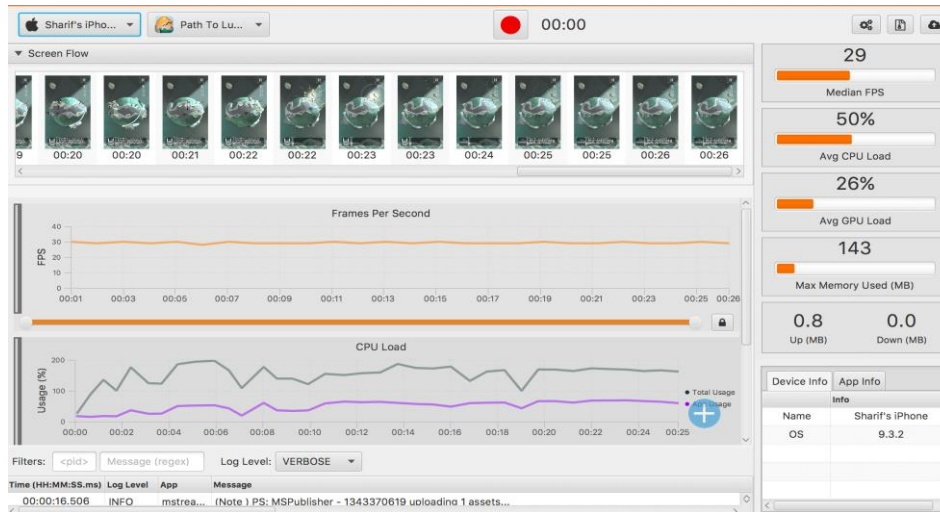 Sharif's iPho...
Path To Lu...
00:00
Screen Flow
9 00:20 00:20 00:21 00:22 00:22 00:23 00:23 00:24 00:25 00:25 00:26 00:26
Frames Per Second
FPS
40
30
20
10
0
00:01 00:03 00:05 00:07 00:09 00:11 00:13 00:15 00:17 00:19 00:21 00:23 00:25 00:26
CPU Load
Usage (%)
200
100
0
00:00 00:02 00:04 00:06 00:08 00:10 00:12 00:14 00:16 00:18 00:20 00:22 00:24 00:25
Total Usage
Usage
Filters: <pid> Message (regex) Log Level: VERBOSE
Time (HH:MM:SS.ms) Log Level App Message
00:00:16.506 INFO mstrea... (Note ) PS: MSPublisher - 1343370619 uploading 1 assets...
29
Median FPS
50%
Avg CPU Load
26%
Avg GPU Load
143
Max Memory Used (MB)
0.8 0.0
Up (MB) Down (MB)
Device Info App Info
Info
Name Sharif's iPhone
OS 9.3.2